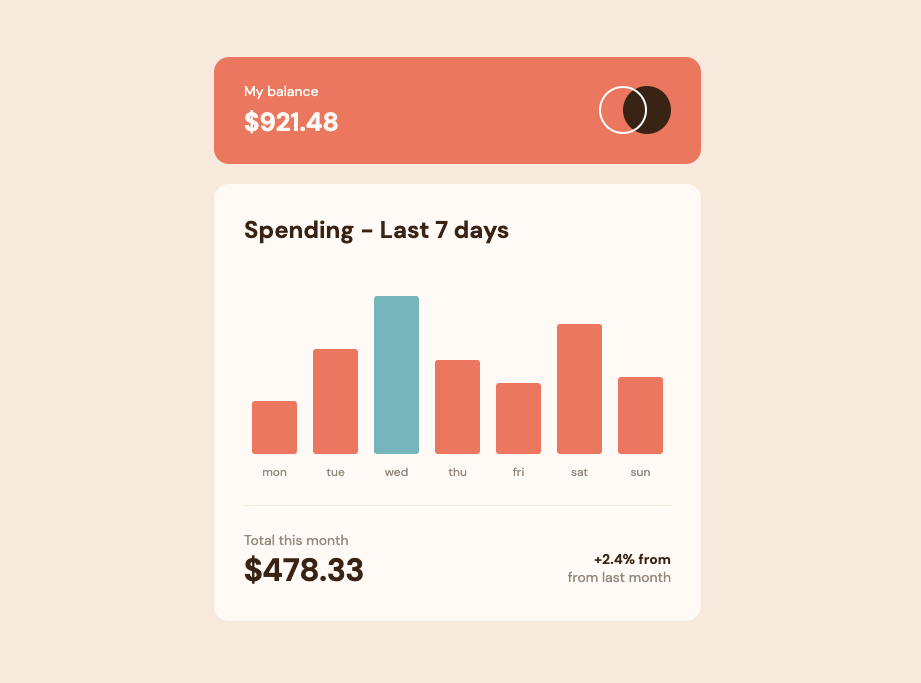 My balance
$921.48
Spending - Last 7 days
mon tue wed thu fri sat sun
Total this month
$478.33
+2.4% from
from last month